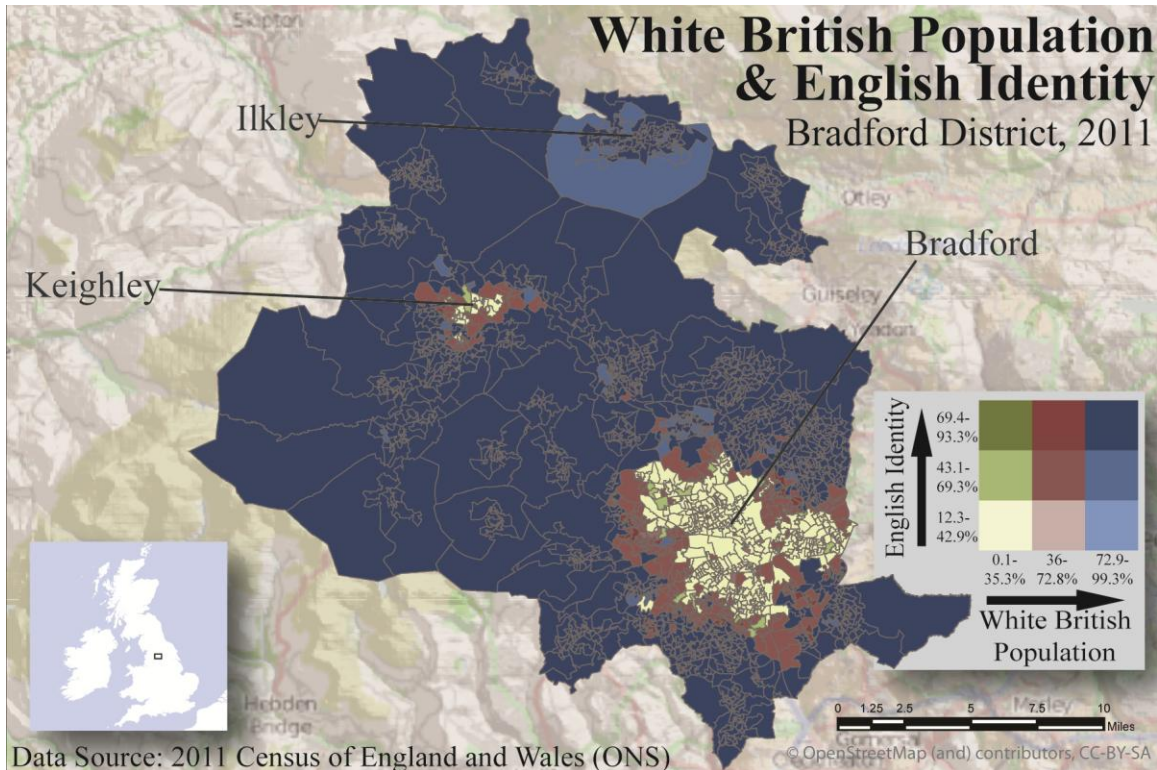 White British Population
& English Identity
Bradford District, 2011
Skipton
Ilkley
Otley
Bradford
Keighley
Guiseley
Yeadon
English Identity
69.4-
93.3%
43.1-
69.3%
12.3-
42.9%
0.1-
35.3%
36-
72.8%
72.9-
99.3%
White British
Population
Hebden
Bridge
Morley
0 1.25 2.5 5 7.5 10
Miles
Data Source: 2011 Census of England and Wales (ONS)
© OpenStreetMap (and) contributors, CC-BY-SA